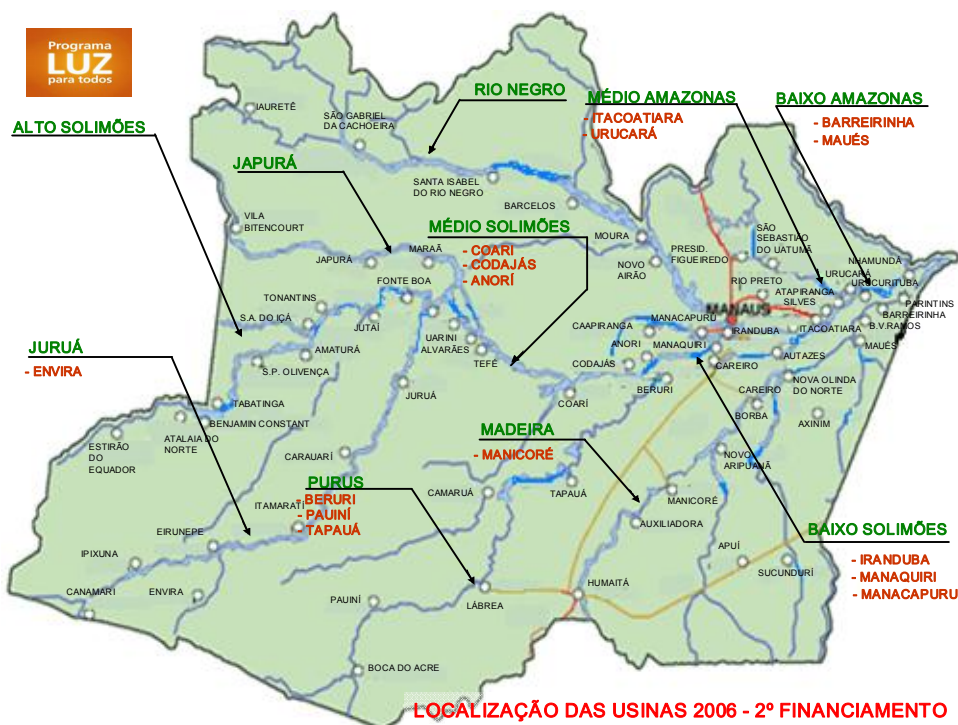 Programa
LUZ
para todos
RIO NEGRO
MÉDIO AMAZONAS
- ITACOATIARA
- URUCARÁ
BAIXO AMAZONAS
- BARREIRINHA
- MAUÉS
ALTO SOLIMÕES
IAURETÊ
SÃO GABRIEL
DA CACHOEIRA
JAPURÁ
SANTA ISABEL
DO RIO NEGRO
BARCELOS
VILA
BITENCOURT
MÉDIO SOLIMÕES
- COARI
- CODAJÁS
- ANORÍ
MOURA
SÃO
SEBASTIÃO
DO UATUMÃ
PRESID.
FIGUEIREDO
NHAMUNDÁ
JAPURÁ
MARAÃ
NOVO
AIRÃO
RIO PRETO
URUCARÁ
URUCURITUBA
ATAPIRANGA
SILVES
PARINTINS
FONTE BOA
TONANTINS
S.A. DO IÇÁ
JUTAÍ
MANAUS
MANACAPURU
CAAPIRANGA
IRANDUBA
ITACOATIARA
BARREIRINHA
B.V.RAMOS
MAUÉS
UARINI
ALVARÃES
TEFÉ
ANORI
MANAQUIRI
CODAJÁS
CAREIRO
AUTAZES
JURUÁ
- ENVIRA
AMATURÁ
S.P. OLIVENÇA
JURUÁ
COARÍ
BERURI
CAREIRO
NOVA OLINDA
DO NORTE
BORBA
AXINIM
TABATINGA
BENJAMIN CONSTANT
ATALAIA DO
NORTE
ESTIRÃO
DO
EQUADOR
MADEIRA
- MANICORÉ
CARAUARÍ
NOVO
ARIPUANÃ
PURUS
- BERURI
- PAUINÍ
- TAPAUÁ
ITAMARATÍ
CAMARUÁ
TAPAUÁ
MANICORÉ
AUXILIADORA
BAIXO SOLIMÕES
- IRANDUBA
- MANAQUIRI
- MANACAPURU
EIRUNEPE
IPIXUNA
CANAMARI
ENVIRA
PAUINÍ
LÁBREA
HUMAITÁ
APUÍ
SUCUNDURÍ
BOCA DO ACRE
LOCALIZAÇÃO DAS USINAS 2006 - 2º FINANCIAMENTO